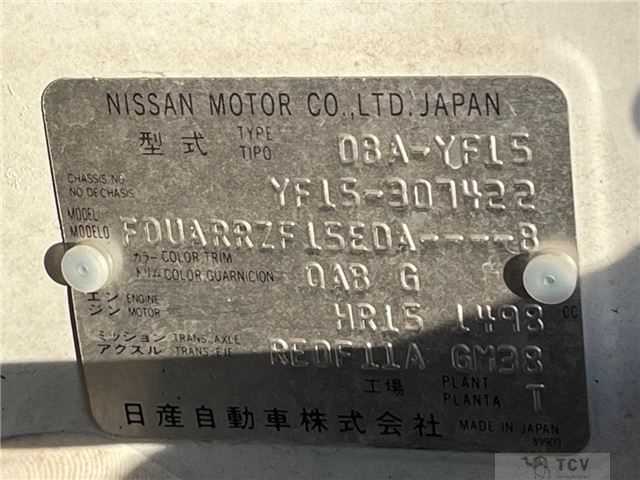 NISSAN MOTOR CO.,LTD. JAPAN
型式 TYPE TIPO DBA-YF15
CHASSIS NO. NO DE CHASIS YF15-307422
MODEL MODELO FDUARRZF15EDA-----B
カラー COLOR TRIM トリム COLOR, GUARNICION QAB G
エンジン ENGINE MOTOR HR15 1498 CC
ミッション アクスル TRANS. AXLE TRANS. EJE RE0F11A GM38
工場 PLANT PLANTA T
日産自動車株式会社 MADE IN JAPAN
TCV